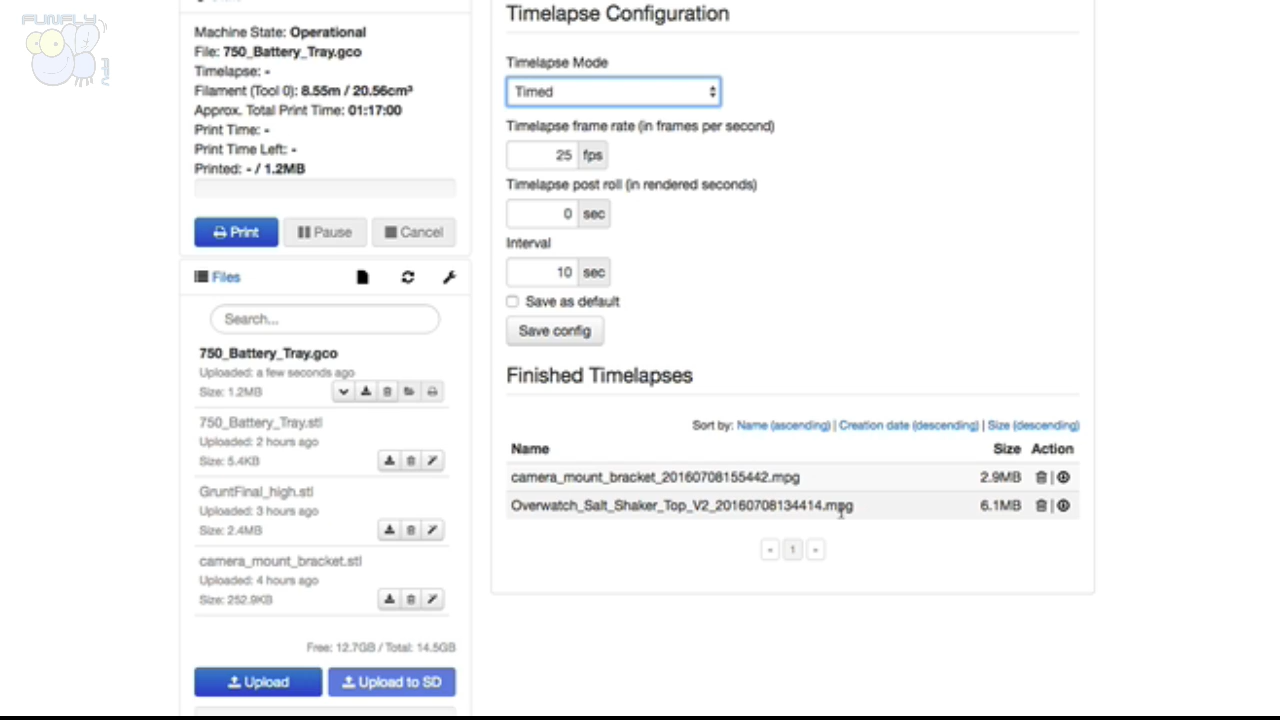 FUNFLY
Machine State: Operational
File: 750_Battery_Tray.gco
Timelapse: -
Filament (Tool 0): 8.55m / 20.56cm³
Approx. Total Print Time: 01:17:00
Print Time: -
Print Time Left: -
Printed: - / 1.2MB
Print
Pause
Cancel
Files
Search...
750_Battery_Tray.gco
Uploaded: a few seconds ago
Size: 1.2MB
750_Battery_Tray.stl
Uploaded: 2 hours ago
Size: 5.4KB
GruntFinal_high.stl
Uploaded: 3 hours ago
Size: 2.4MB
camera_mount_bracket.stl
Uploaded: 4 hours ago
Size: 252.9KB
Free: 12.7GB / Total: 14.5GB
Upload
Upload to SD
Timelapse Configuration
Timelapse Mode
Timed
Timelapse frame rate (in frames per second)
25 fps
Timelapse post roll (in rendered seconds)
0 sec
Interval
10 sec
Save as default
Save config
Finished Timelapses
Sort by: Name (ascending) | Creation date (descending) | Size (descending)
Name Size Action
camera_mount_bracket_20160708155442.mpg 2.9MB |
Overwatch_Salt_Shaker_Top_V2_20160708134414.mpg 6.1MB |
« 1 »